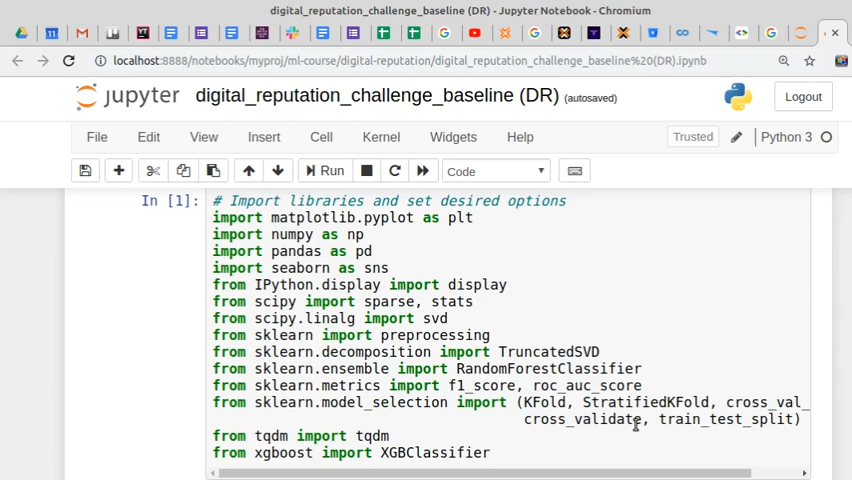 digital_reputation_challenge_baseline (DR) - Jupyter Notebook - Chromium
localhost:8888/notebooks/myproj/ml-course/digital-reputation/digital_reputation_challenge_baseline%20(DR).ipynb
jupyter digital_reputation_challenge_baseline (DR) (autosaved) Logout
File Edit View Insert Cell Kernel Widgets Help Trusted Python 3
Run Code
In [1]: # Import libraries and set desired options
import matplotlib.pyplot as plt
import numpy as np
import pandas as pd
import seaborn as sns
from IPython.display import display
from scipy import sparse, stats
from scipy.linalg import svd
from sklearn import preprocessing
from sklearn.decomposition import TruncatedSVD
from sklearn.ensemble import RandomForestClassifier
from sklearn.metrics import f1_score, roc_auc_score
from sklearn.model_selection import (KFold, StratifiedKFold, cross_val_
cross_validate, train_test_split)
from tqdm import tqdm
from xgboost import XGBClassifier